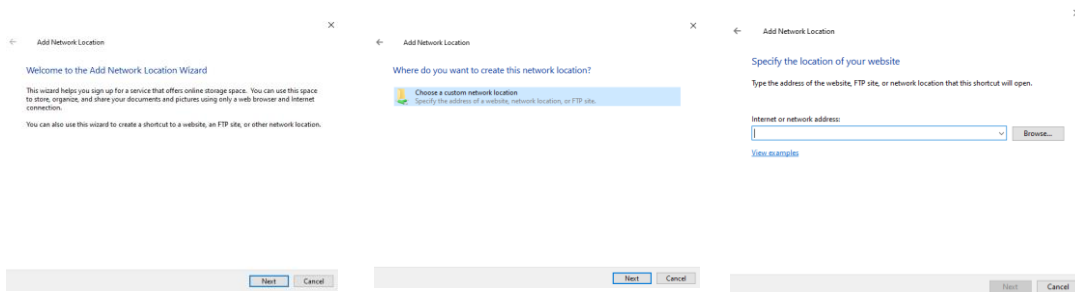 Add Network Location
Welcome to the Add Network Location Wizard
This wizard helps you sign up for a service that offers online storage space. You can use this space
to store, organize, and share your documents and pictures using only a web browser and Internet
connection.
You can also use this wizard to create a shortcut to a website, an FTP site, or other network location.
Next
Cancel
Add Network Location
Where do you want to create this network location?
Choose a custom network location
Specify the address of a website, network location, or FTP site.
Next
Cancel
Add Network Location
Specify the location of your website
Type the address of the website, FTP site, or network location that this shortcut will open.
Internet or network address:
Browse...
View examples
Next
Cancel